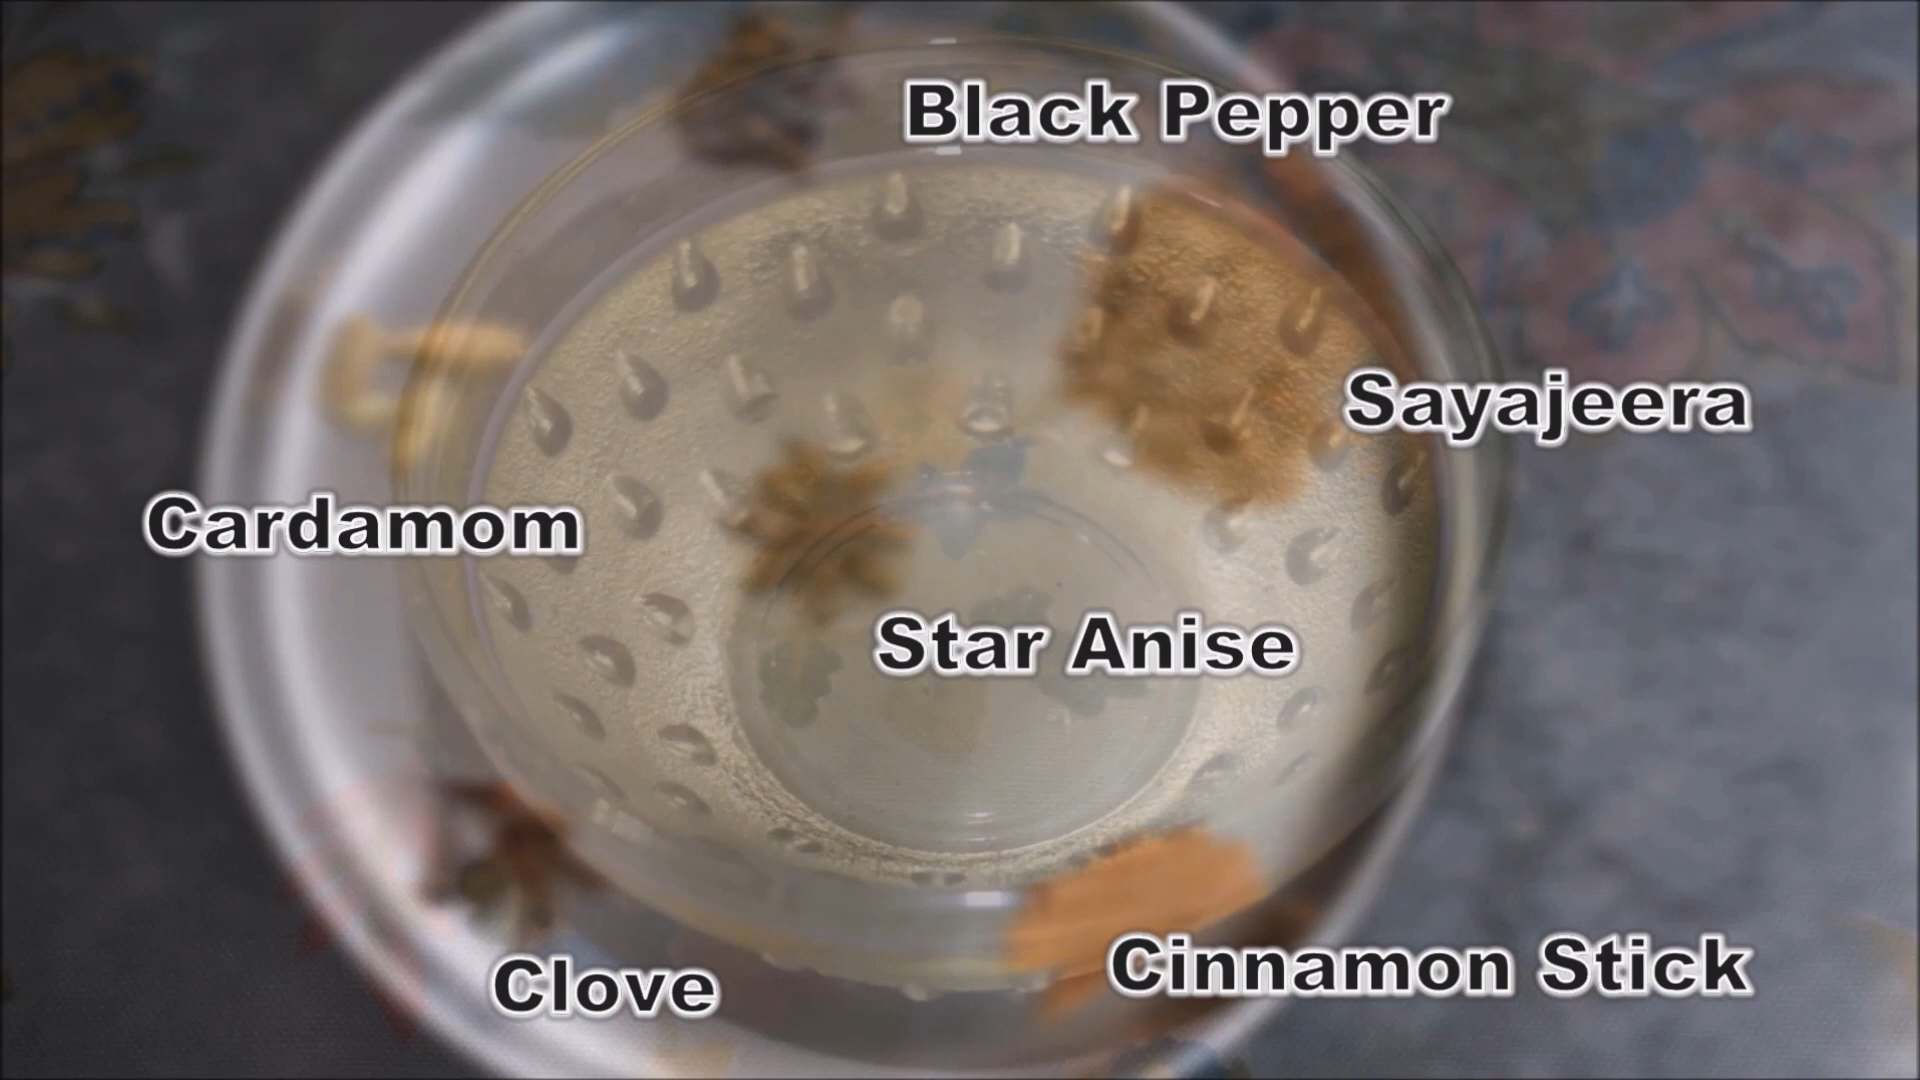 Black Pepper
Sayajeera
Cardamom
Star Anise
Clove
Cinnamon Stick